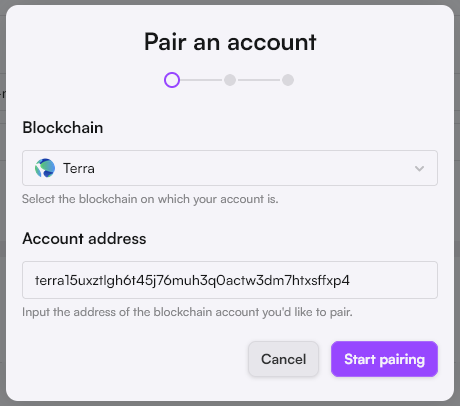 Pair an account
Blockchain
Terra
Select the blockchain on which your account is.
Account address
terra15uxztlgh6t45j76muh3q0actw3dm7htxsffxp4
Input the address of the blockchain account you'd like to pair.
Cancel
Start pairing